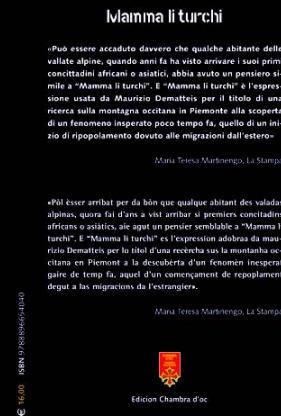 Mamma li turchi
«Può essere accaduto davvero che qualche abitante delle
vallate alpine, quando anni fa ha visto arrivare i suoi primi
concittadini africani o asiatici, abbia avuto un pensiero si-
mile a "Mamma li turchi". E "Mamma li turchi" è l'espres-
sione usata da Maurizio Dematteis per il titolo di una
ricerca sulla montagna occitana in Piemonte alla scoperta
di un fenomeno insperato poco tempo fa, quello di un ini-
zio di ripopolamento dovuto alle migrazioni dall'estero»
Maria Teresa Martinengo, La Stampa
«Pòl èsser arribat per da bòn que qualque abitant des valadas
alpinas, quora fai d'ans a vist arribar si premiers concitadins
africans o asiàtics, aie agut un pensier semblable a "Mamma li
turchi". E "Mamma li turchi" es l'expression adobraa da mau-
rizio Dematteis per lo títol d'una recèrcha sus la montanha oc-
citana en Piemont a la descubèrta d'un fenomèn inesperat
gaire de temp fa, aquel d'un començament de repoplament
degut a las migracions da l'estrangier».
Maria Teresa Martinengo, La Stampa
€ 16,00 ISBN 9788896654040
Edicion Chambra d'oc